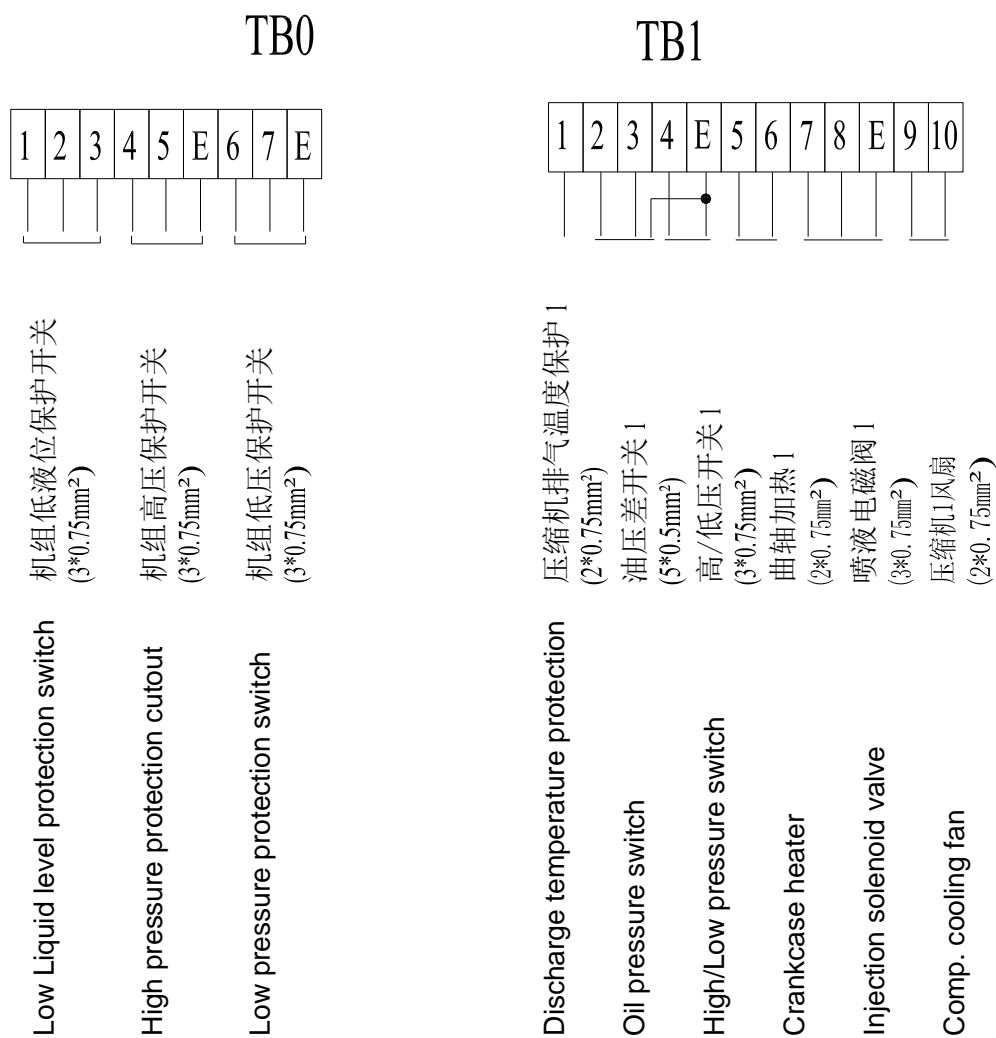 TB0
1 2 3 4 5 E 6 7 E
机组低液位保护开关
(3*0.75mm²)
机组高压保护开关
(3*0.75mm²)
机组低压保护开关
(3*0.75mm²)
Low Liquid level protection switch
High pressure protection cutout
Low pressure protection switch
TB1
1 2 3 4 E 5 6 7 8 E 9 10
压缩机排气温度保护1
(2*0.75mm²)
油压差开关1
(5*0.5mm²)
高/低压开关1
(3*0.75mm²)
曲轴加热1
(2*0.75㎜²)
喷液电磁阀1
(3*0.75㎜²)
压缩机1风扇
(2*0.75㎜²)
Discharge temperature protection
Oil pressure switch
High/Low pressure switch
Crankcase heater
Injection solenoid valve
Comp. cooling fan